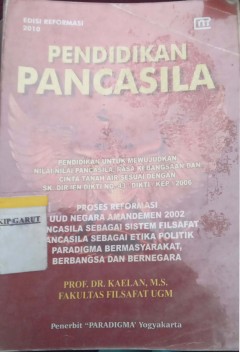 EDISI REFORMASI
2010
PENDIDIKAN
PANCASILA
PENDIDIKAN UNTUK MEWUJUDKAN
NILAI-NILAI PANCASILA, RASA KEBANGSAAN DAN
CINTA TANAH AIR SESUAI DENGAN
SK. DIRJEN DIKTI NO. DIKTI KEP 2006
PROSES REFORMASI
UUD NEGARA AMANDEMEN 2002
PANCASILA SEBAGAI SISTEM FILSAFAT
PANCASILA SEBAGAI ETIKA POLITIK
PARADIGMA BERMASYARAKAT,
BERBANGSA DAN BERNEGARA
KIP-GARUT
PROF. DR. KAELAN, M.S.
FAKULTAS FILSAFAT UGM
Penerbit "PARADIGMA" Yogyakarta